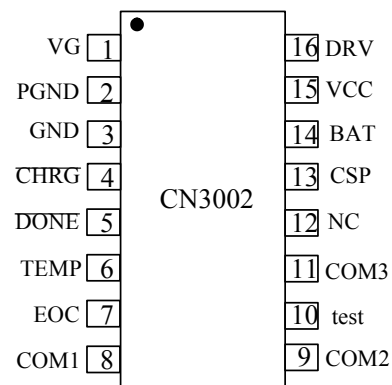 VG 1 16 DRV
PGND 2 15 VCC
GND 3 14 BAT
CHRG 4 13 CSP
CN3002
DONE 5 12 NC
TEMP 6 11 COM3
EOC 7 10 test
COM1 8 9 COM2